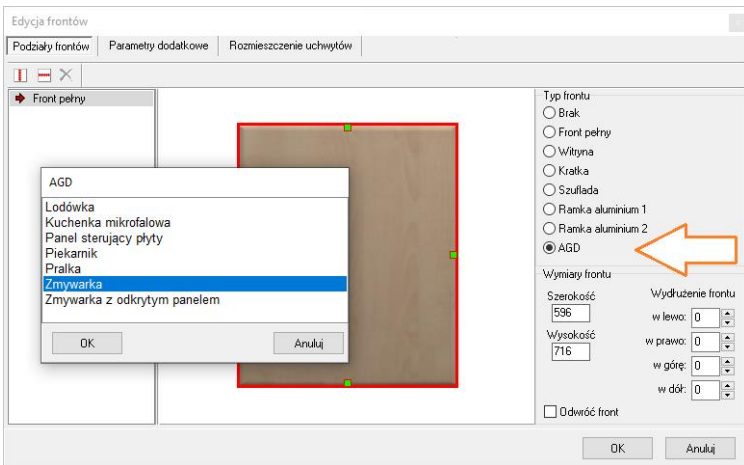 Edycja frontów
Podziały frontów Parametry dodatkowe Rozmieszczenie uchwytów
Front pełny
AGD
Lodówka
Kuchenka mikrofalowa
Panel sterujący płyty
Piekarnik
Pralka
Zmywarka
Zmywarka z odkrytym panelem
OK Anuluj
Typ frontu
Brak
Front pełny
Witryna
Kratka
Szuflada
Ramka aluminium 1
Ramka aluminium 2
AGD
Wymiary frontu
Szerokość
596
Wysokość
716
Wydłużenie frontu
w lewo: 0
w prawo: 0
w górę: 0
w dół: 0
Odwróć front
OK Anuluj